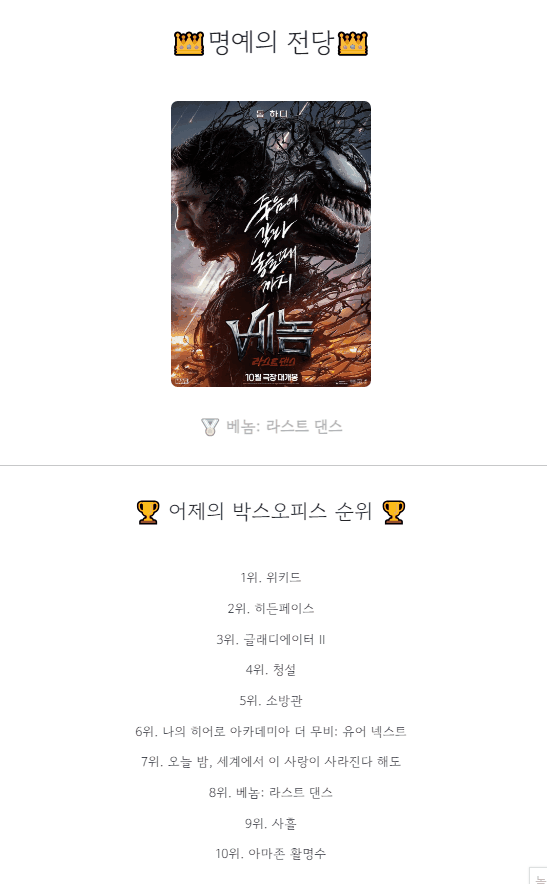 명예의 전당
톰 하디
죽음이
갈라
놓을 때
까지
베놈
라스트 댄스
10월 극장 대개봉
베놈: 라스트 댄스
어제의 박스오피스 순위
1위. 위키드
2위. 히든페이스
3위. 글래디에이터 II
4위. 청설
5위. 소방관
6위. 나의 히어로 아카데미아 더 무비: 유어 넥스트
7위. 오늘 밤, 세계에서 이 사랑이 사라진다 해도
8위. 베놈: 라스트 댄스
9위. 사흘
10위. 아마존 활명수